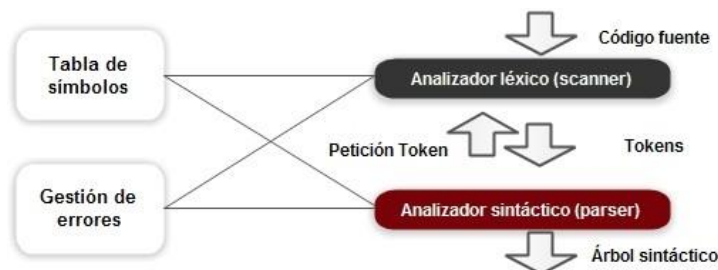 Código fuente
Tabla de
símbolos
Analizador léxico (scanner)
Petición Token
Tokens
Gestión de
errores
Analizador sintáctico (parser)
Árbol sintáctico